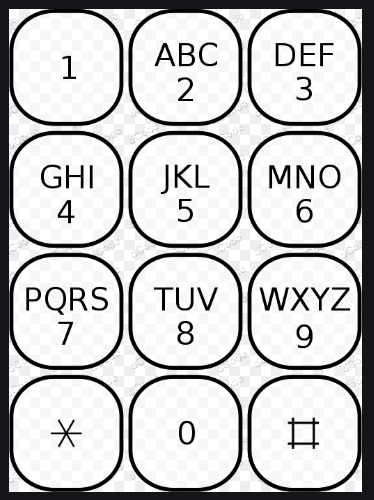 1
ABC
2
DEF
3
GHI
4
JKL
5
MNO
6
PQRS
7
TUV
8
WXYZ
9
*
0
#